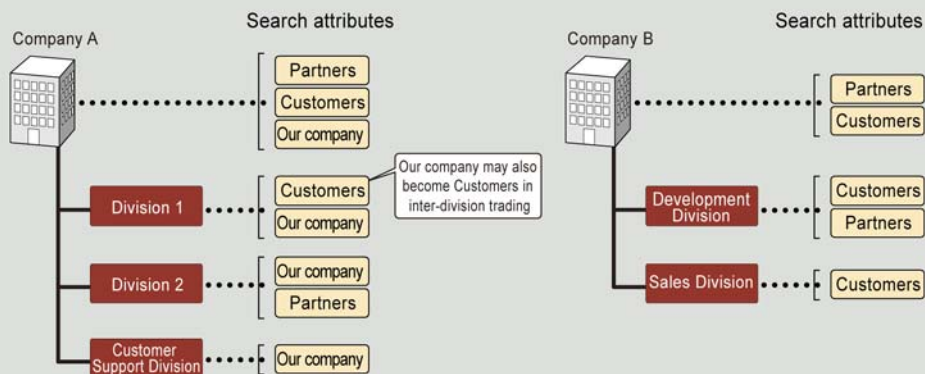 Search attributes
Company A
Partners
Customers
Our company
Division 1
Customers
Our company
Our company may also
become Customers in
inter-division trading
Division 2
Our company
Partners
Customer
Support Division
Our company
Search attributes
Company B
Partners
Customers
Development
Division
Customers
Partners
Sales Division
Customers